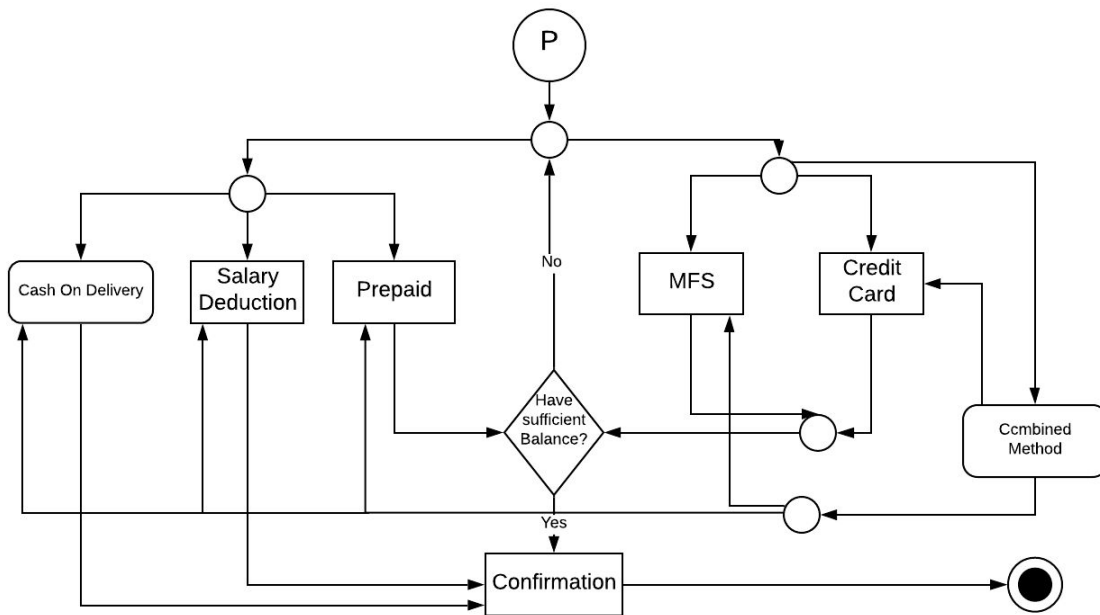 P
No
Cash On Delivery
Salary
Deduction
Prepaid
MFS
Credit
Card
Have
sufficient
Balance?
Ccmbined
Method
Yes
Confirmation